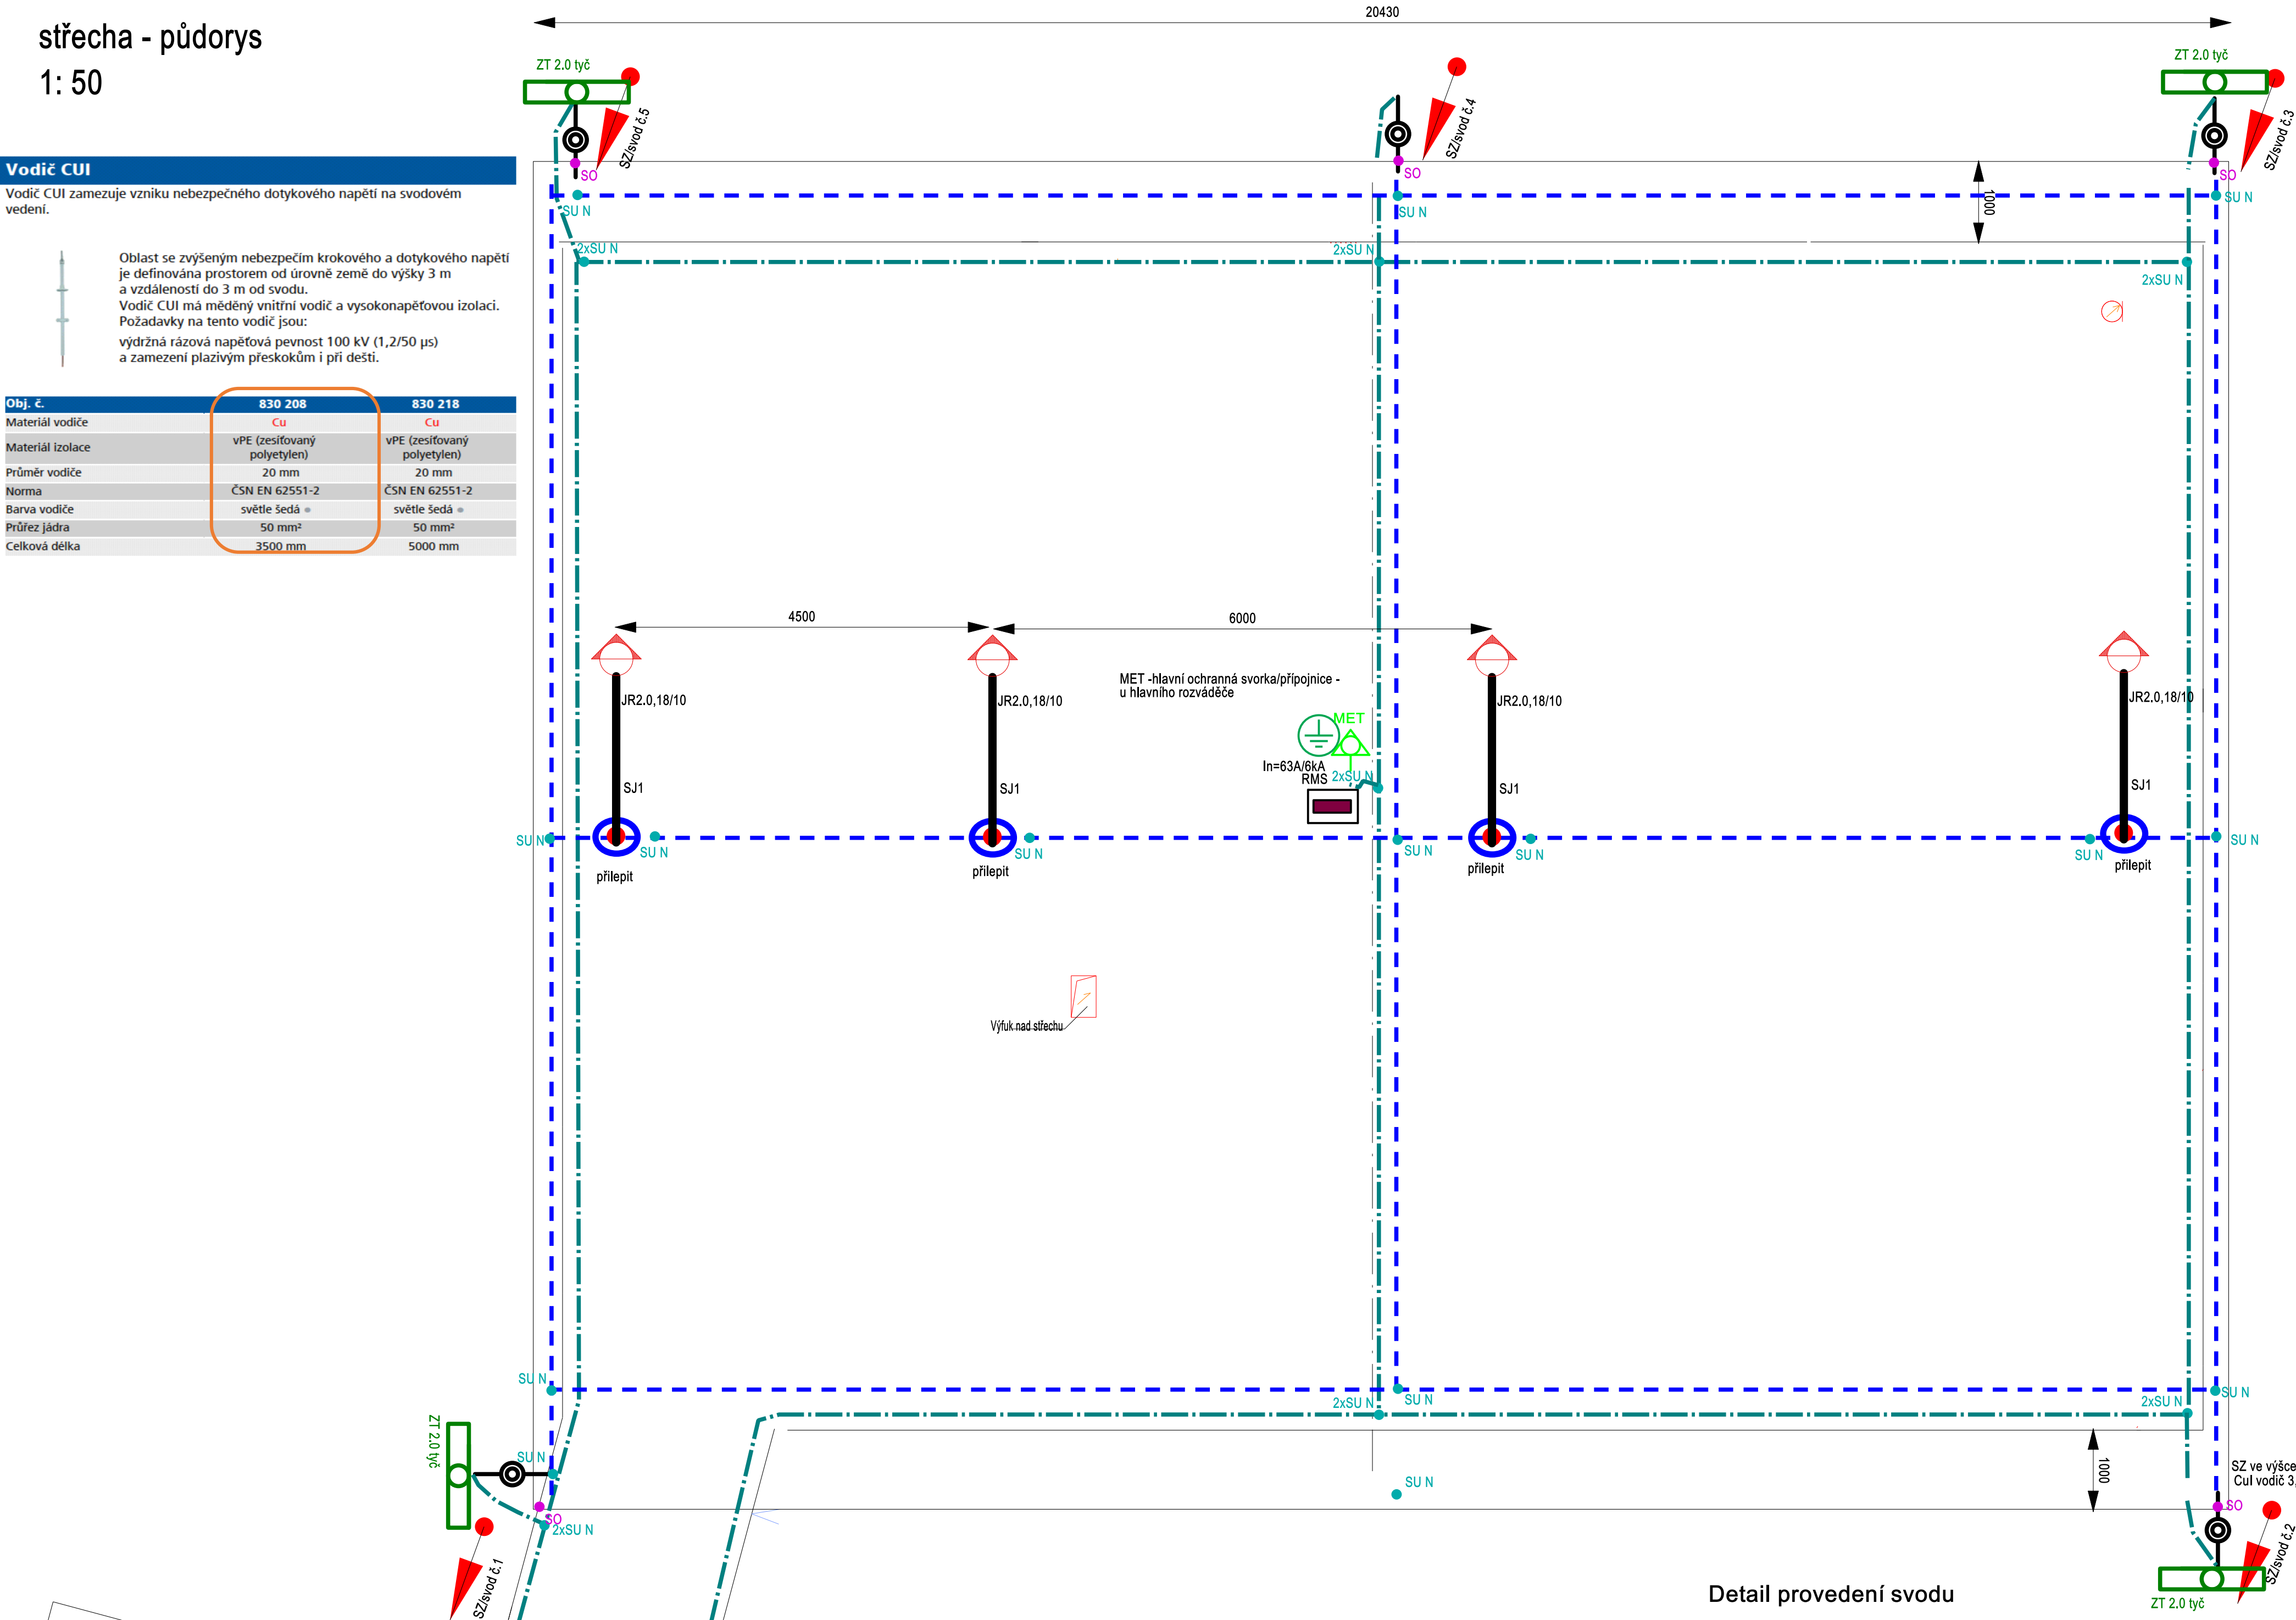 střecha - půdorys
1: 50
20430
ZT 2.0 tyč
SZ/svod č.5
SO
SU N
2xSU N
SZ/svod č.4
SO
SU N
2xSU N
ZT 2.0 tyč
SZ/svod č.3
SO
SU N
2xSU N
1000
Vodič CUI
Vodič CUI zamezuje vzniku nebezpečného dotykového napětí na svodovém
vedení.
Oblast se zvýšeným nebezpečím krokového a dotykového napětí
je definována prostorem od úrovně země do výšky 3 m
a vzdáleností do 3 m od svodu.
Vodič CUI má měděný vnitřní vodič a vysokonapěťovou izolaci.
Požadavky na tento vodič jsou:
výdržná rázová napěťová pevnost 100 kV (1,2/50 µs)
a zamezení plazivým přeskokům i při dešti.
Obj. č. 830 208 830 218
Materiál vodiče Cu Cu
Materiál izolace vPE (zesíťovaný polyetylen) vPE (zesíťovaný polyetylen)
Průměr vodiče 20 mm 20 mm
Norma ČSN EN 62551-2 ČSN EN 62551-2
Barva vodiče světle šedá světle šedá
Průřez jádra 50 mm² 50 mm²
Celková délka 3500 mm 5000 mm
4500
6000
JR2.0,18/10
JR2.0,18/10
JR2.0,18/10
JR2.0,18/10
MET -hlavní ochranná svorka/přípojnice -
u hlavního rozváděče
MET
In=63A/6kA
RMS
2xSU N
SJ1
SJ1
SJ1
SJ1
SU N
SU N
SU N
SU N
SU N
SU N
SU N
přilepit
přilepit
přilepit
přilepit
Výfuk nad střechu
SU N
SU N
SU N
2xSU N
2xSU N
ZT 2.0 tyč
SU N
SO
2xSU N
SZ/svod č.1
SU N
1000
SZ ve výšce
CuI vodič 3,
SO
SZ/svod č.2
ZT 2.0 tyč
Detail provedení svodu